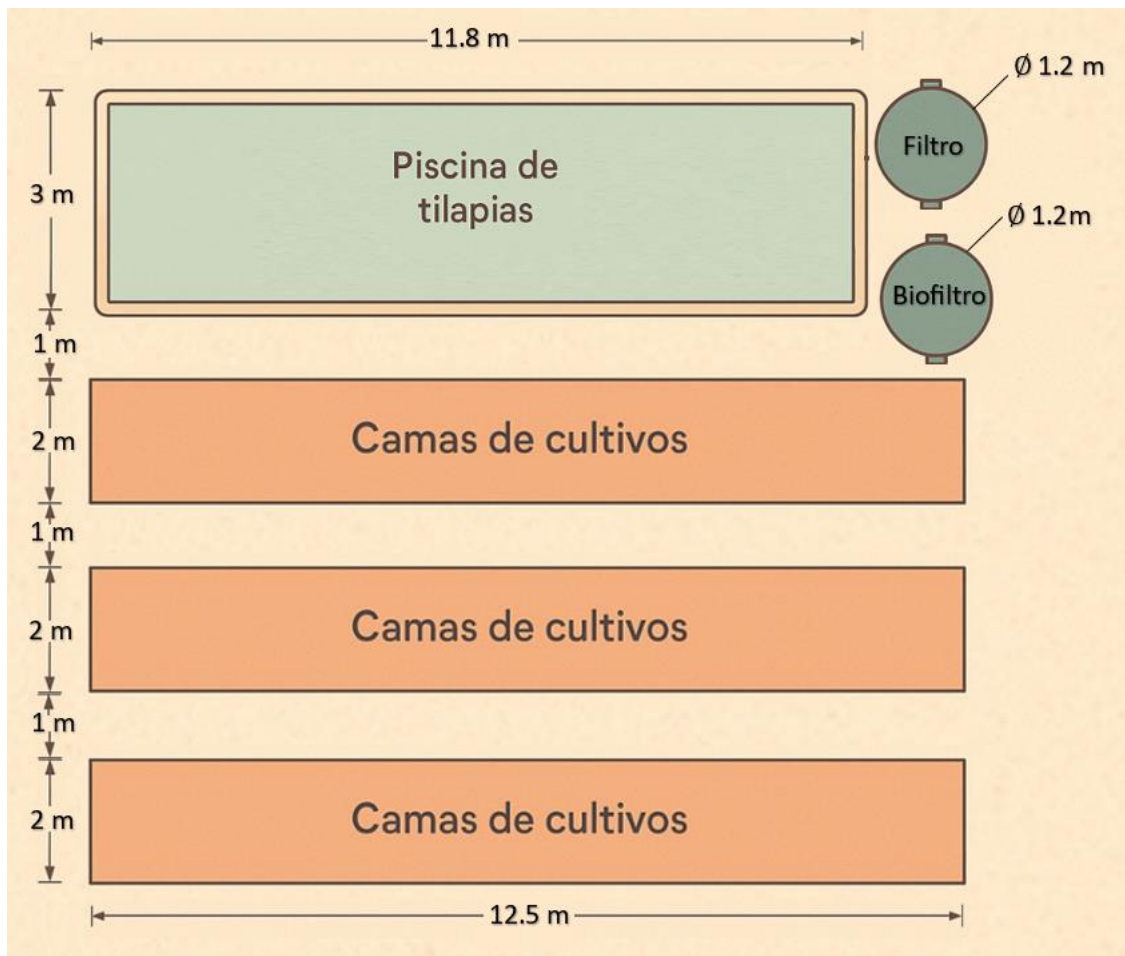 11.8 m
Ø 1.2 m
Filtro
Piscina de
tilapias
3 m
Ø 1.2m
Biofiltro
1 m
Camas de cultivos
2 m
1 m
Camas de cultivos
2 m
1 m
Camas de cultivos
2 m
12.5 m